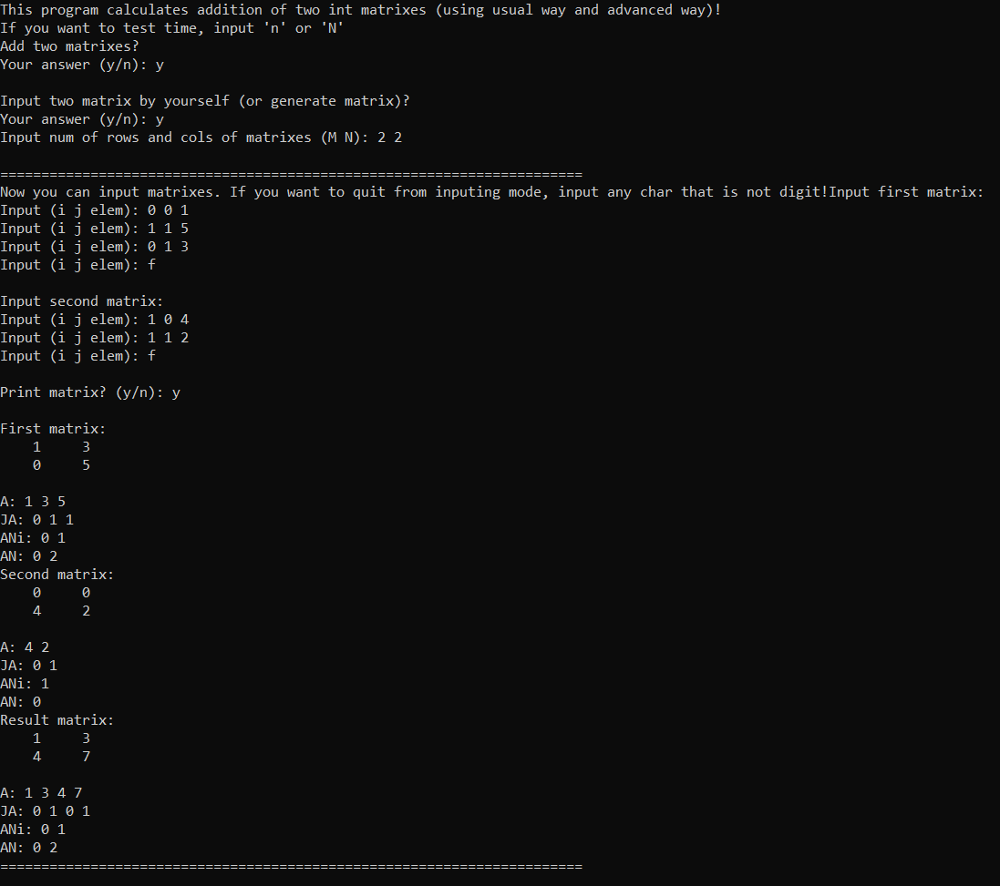 This program calculates addition of two int matrixes (using usual way and advanced way)!
If you want to test time, input 'n' or 'N'
Add two matrixes?
Your answer (y/n): y
Input two matrix by yourself (or generate matrix)?
Your answer (y/n): y
Input num of rows and cols of matrixes (M N): 2 2
=======================================================================
Now you can input matrixes. If you want to quit from inputing mode, input any char that is not digit!Input first matrix:
Input (i j elem): 0 0 1
Input (i j elem): 1 1 5
Input (i j elem): 0 1 3
Input (i j elem): f
Input second matrix:
Input (i j elem): 1 0 4
Input (i j elem): 1 1 2
Input (i j elem): f
Print matrix? (y/n): y
First matrix:
1 3
0 5
A: 1 3 5
JA: 0 1 1
ANi: 0 1
AN: 0 2
Second matrix:
0 0
4 2
A: 4 2
JA: 0 1
ANi: 1
AN: 0
Result matrix:
1 3
4 7
A: 1 3 4 7
JA: 0 1 0 1
ANi: 0 1
AN: 0 2
=======================================================================